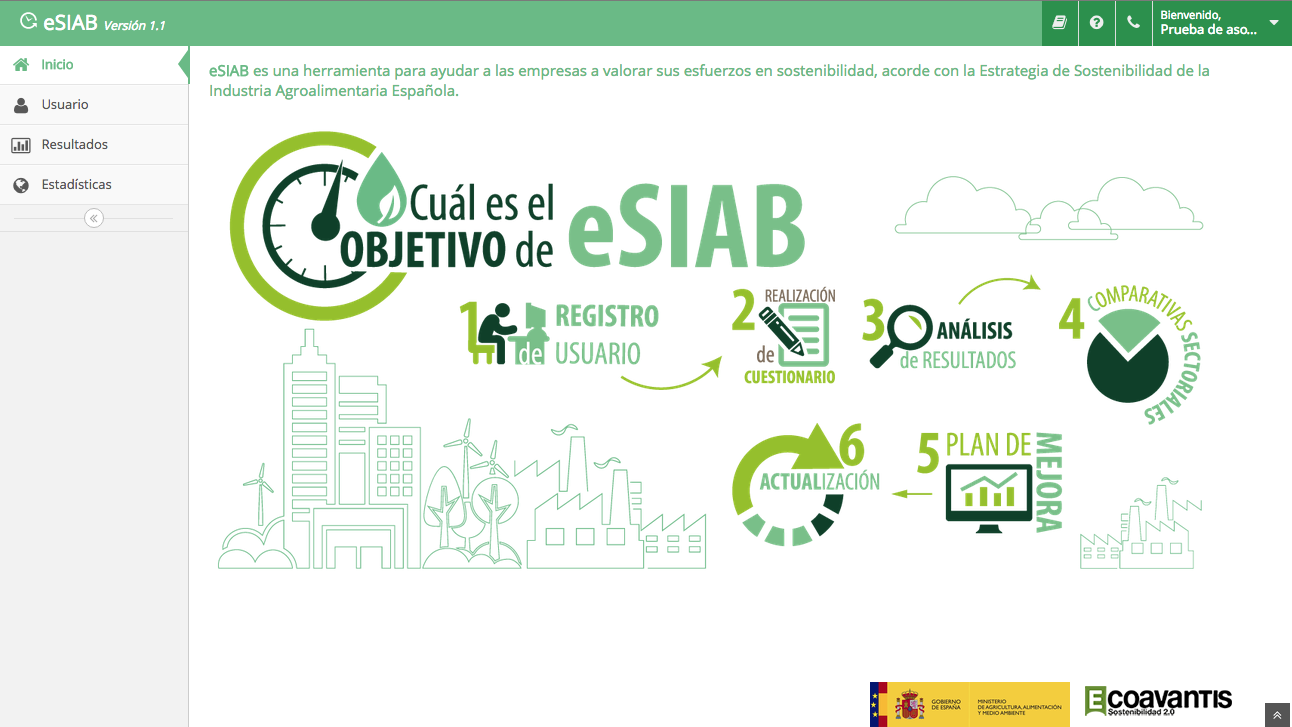 eSIAB Versión 1.1
Bienvenido,
Prueba de aso...
Inicio
Usuario
Resultados
Estadísticas
eSIAB es una herramienta para ayudar a las empresas a valorar sus esfuerzos en sostenibilidad, acorde con la Estrategia de Sostenibilidad de la
Industria Agroalimentaria Española.
Cuál es el
OBJETIVO de
eSIAB
1 REGISTRO
de USUARIO
2 REALIZACIÓN
de
CUESTIONARIO
3 ANÁLISIS
de RESULTADOS
4 COMPARATIVAS SECTORIALES
5 PLAN DE
MEJORA
6
ACTUALIZACIÓN
GOBIERNO
DE ESPAÑA
MINISTERIO
DE AGRICULTURA, ALIMENTACIÓN
Y MEDIO AMBIENTE
Ecoavantis
Sostenibilidad 2.0